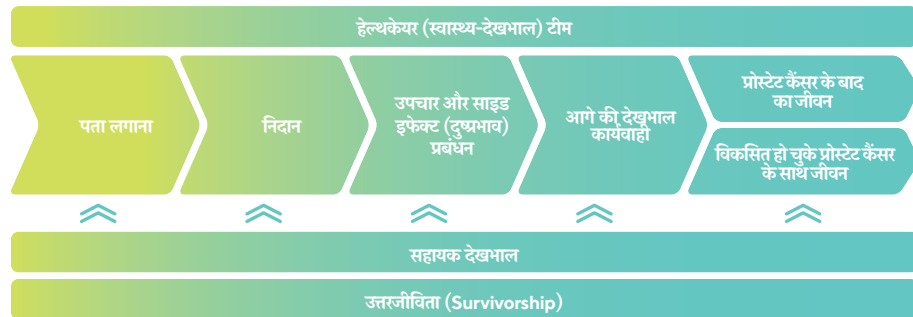 हेल्थकेयर (स्वास्थ्य-देखभाल) टीम
पता लगाना
निदान
उपचार और साइड
इफेक्ट (दुष्प्रभाव)
प्रबंधन
आगे की देखभाल
कार्यवाही
प्रोस्टेट कैंसर के बाद
का जीवन
विकसित हो चुके प्रोस्टेट कैंसर
के साथ जीवन
सहायक देखभाल
उत्तरजीविता (Survivorship)